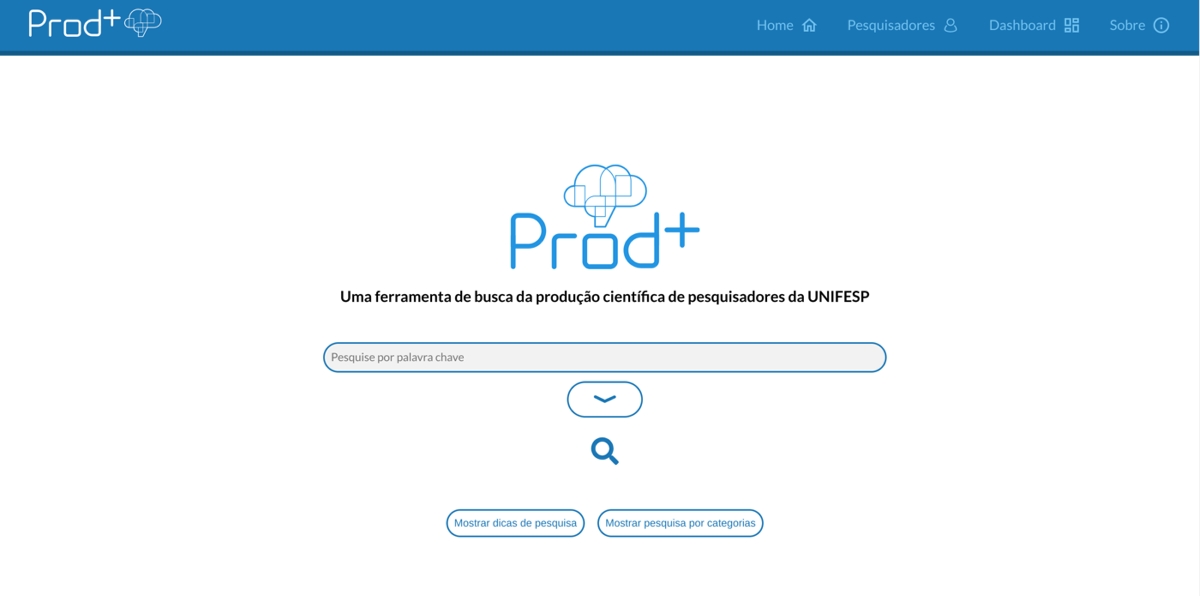 Prod+
Home
Pesquisadores
Dashboard
Sobre
Prod+
Uma ferramenta de busca da produção científica de pesquisadores da UNIFESP
Pesquise por palavra chave
Mostrar dicas de pesquisa
Mostrar pesquisa por categorias